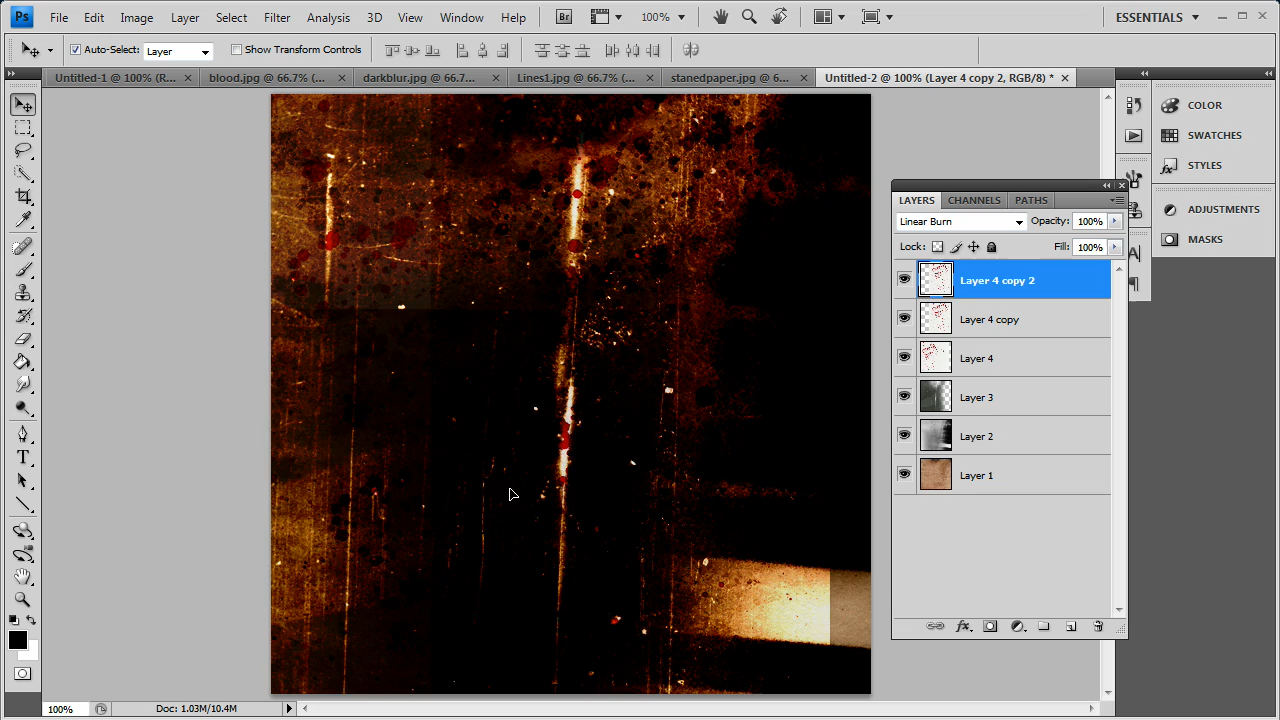 Ps File Edit Image Layer Select Filter Analysis 3D View Window Help Br 100% ESSENTIALS
Auto-Select: Layer Show Transform Controls
Untitled-1 @ 100% (R... × blood.jpg @ 66.7% (... × darkblur.jpg @ 66.7... × Lines1.jpg @ 66.7% (... × stanedpaper.jpg @ 6... × Untitled-2 @ 100% (Layer 4 copy 2, RGB/8) * ×
COLOR
SWATCHES
STYLES
ADJUSTMENTS
MASKS
LAYERS CHANNELS PATHS
Linear Burn Opacity: 100%
Lock: Fill: 100%
Layer 4 copy 2
Layer 4 copy
Layer 4
Layer 3
Layer 2
Layer 1
fx
T
100% Doc: 1.03M/10.4M